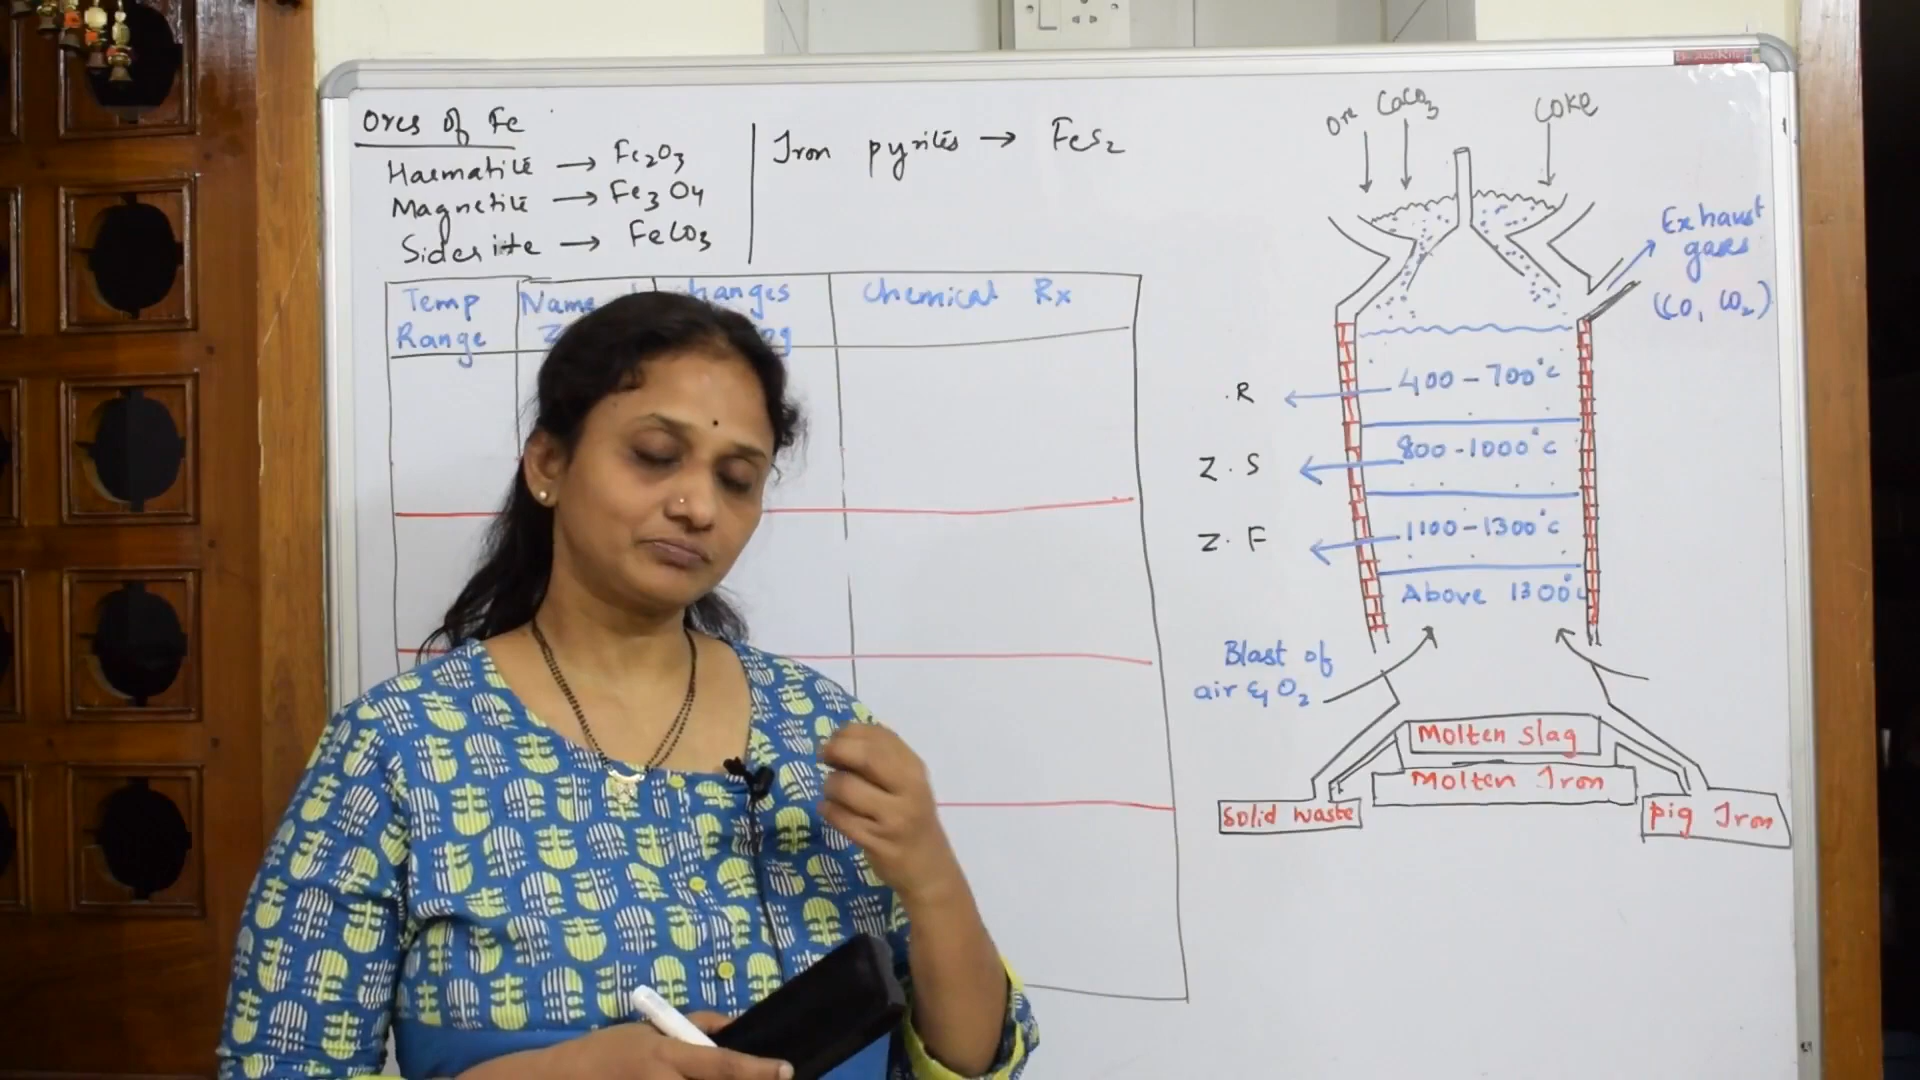 Ores of Fe
Haematite → Fe2O3
Magnetite → Fe3O4
Siderite → FeCO3
Iron pyrites → FeS2
Temp
Range
Name
Changes
Chemical Rx
Ore CaCO3
COKE
Exhaust
gases
(CO, CO2)
400 - 700°C
R
800 - 1000°C
Z. S
1100 - 1300°C
Z. F
Above 1300°C
Blast of
air & O2
Molten slag
Molten Iron
Solid waste
pig Iron